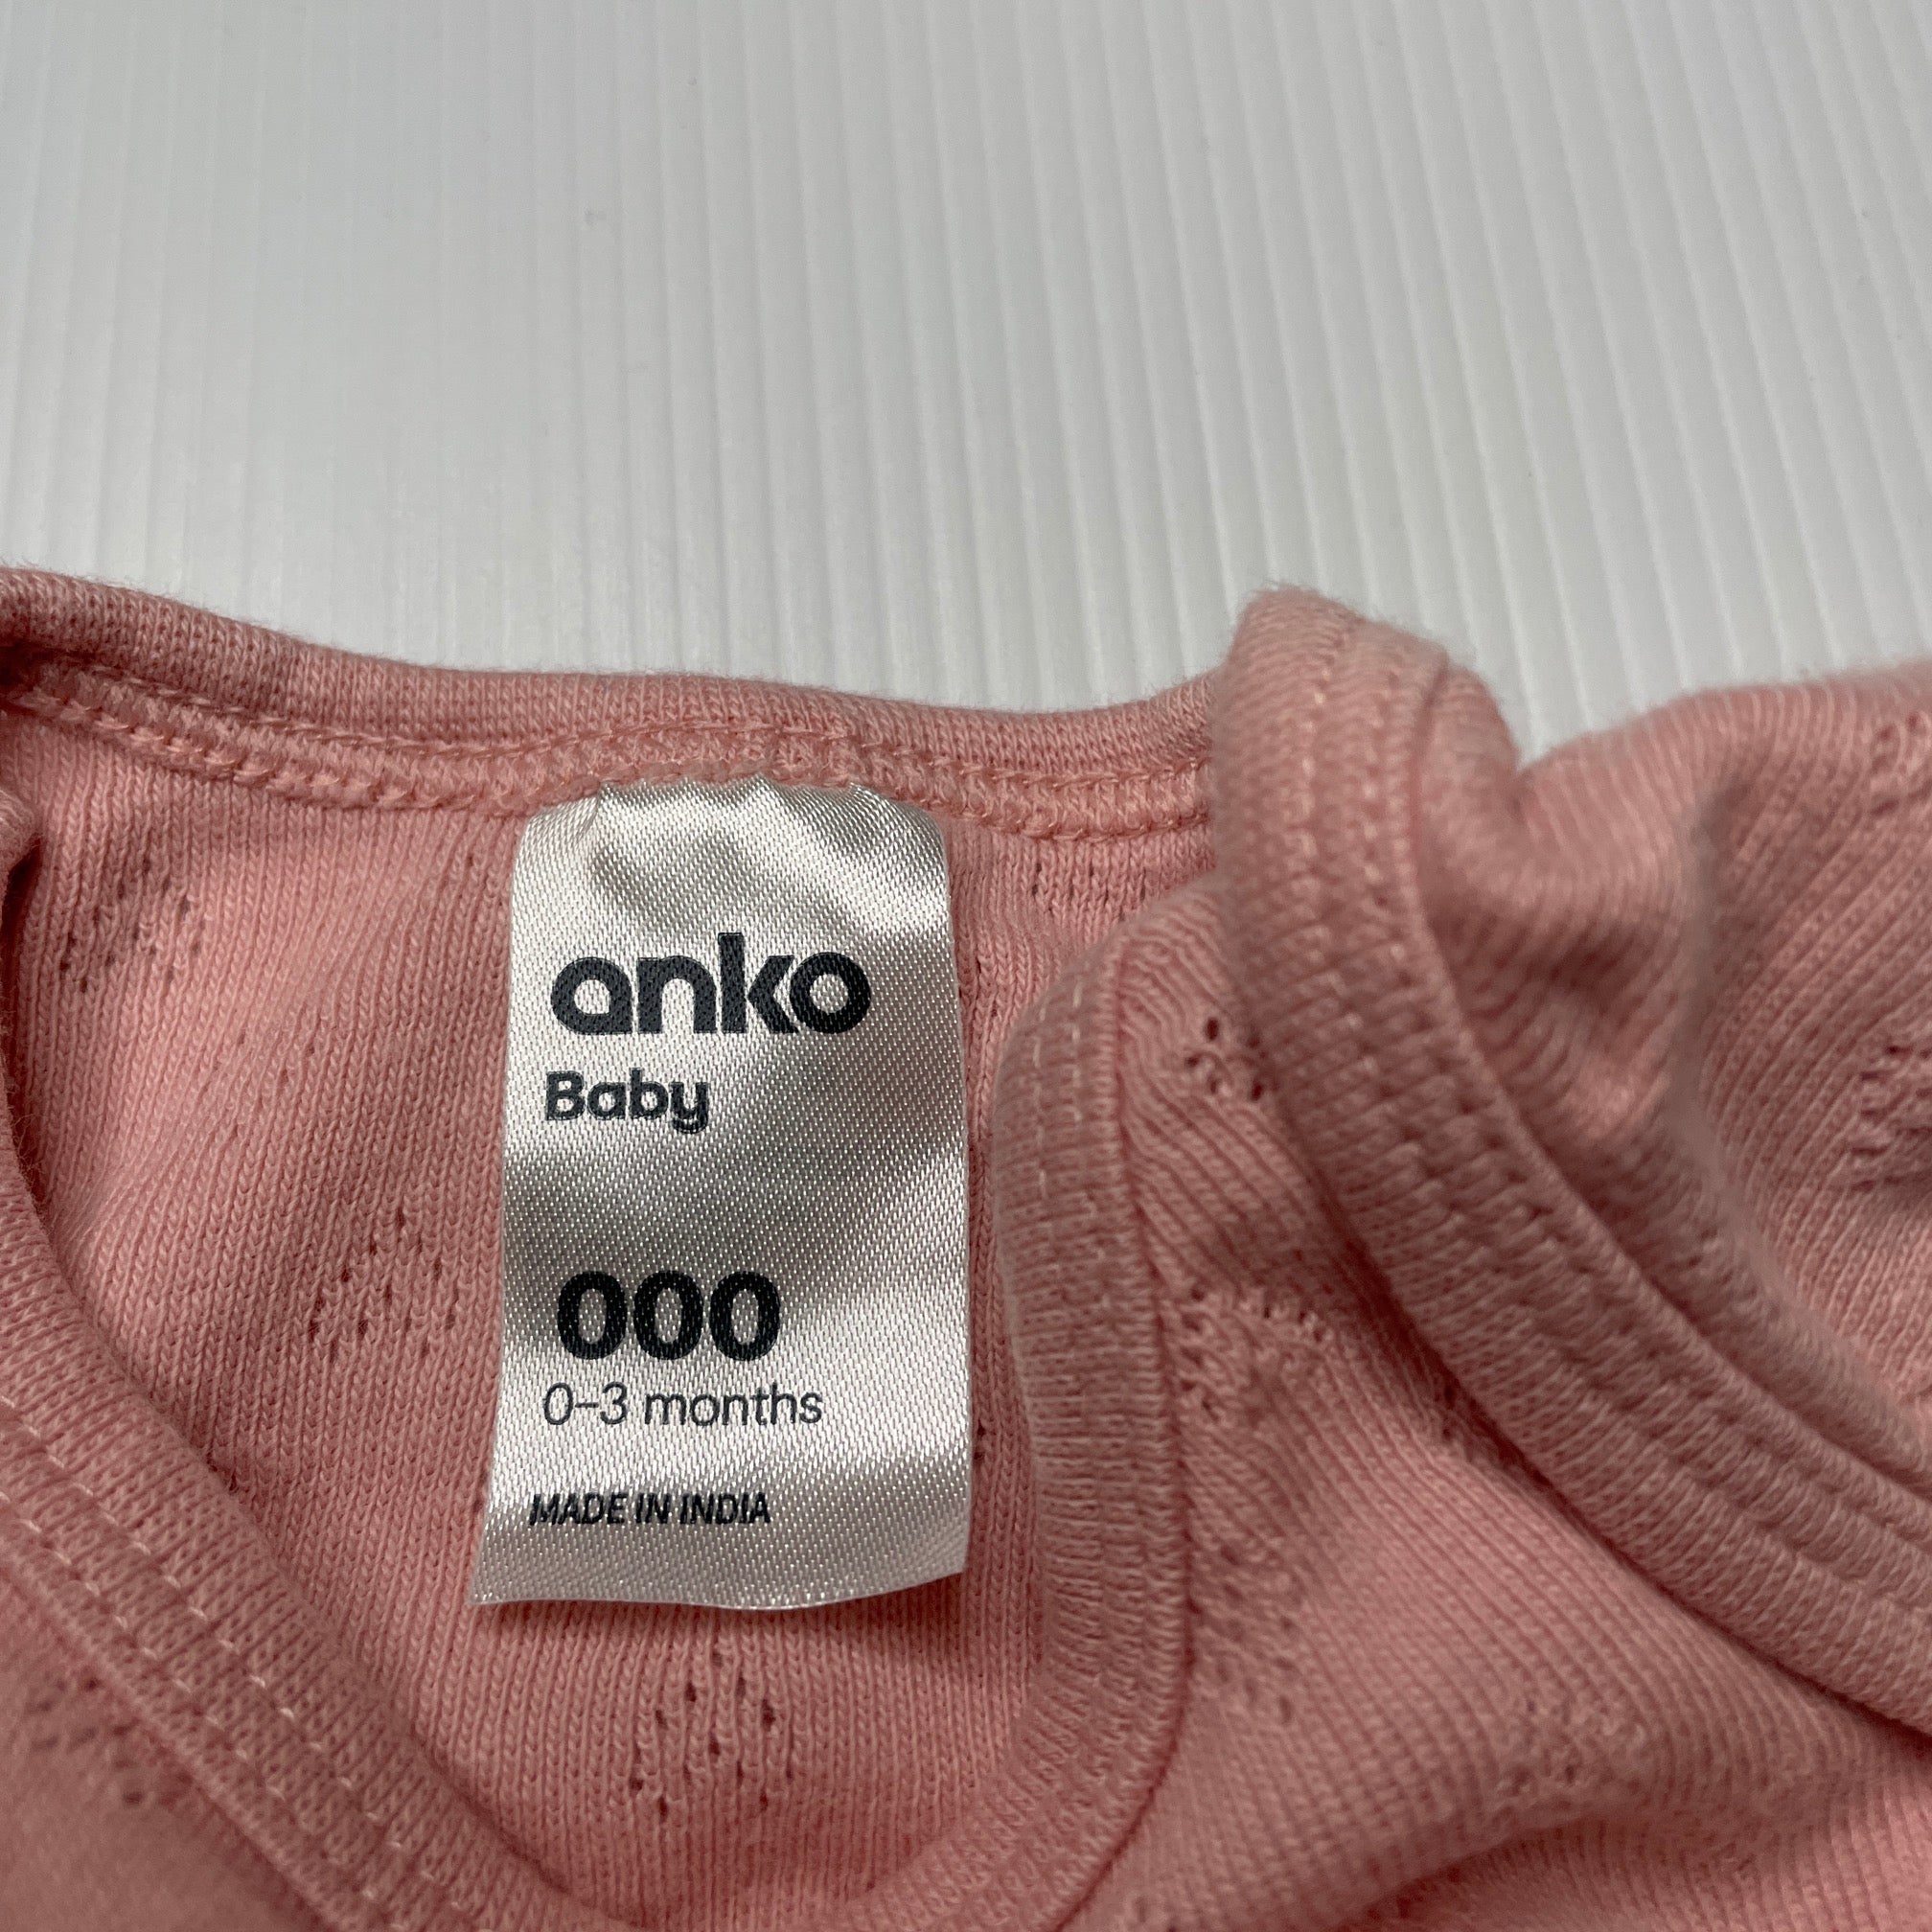 anko
Baby
000
0-3 months
MADE IN INDIA